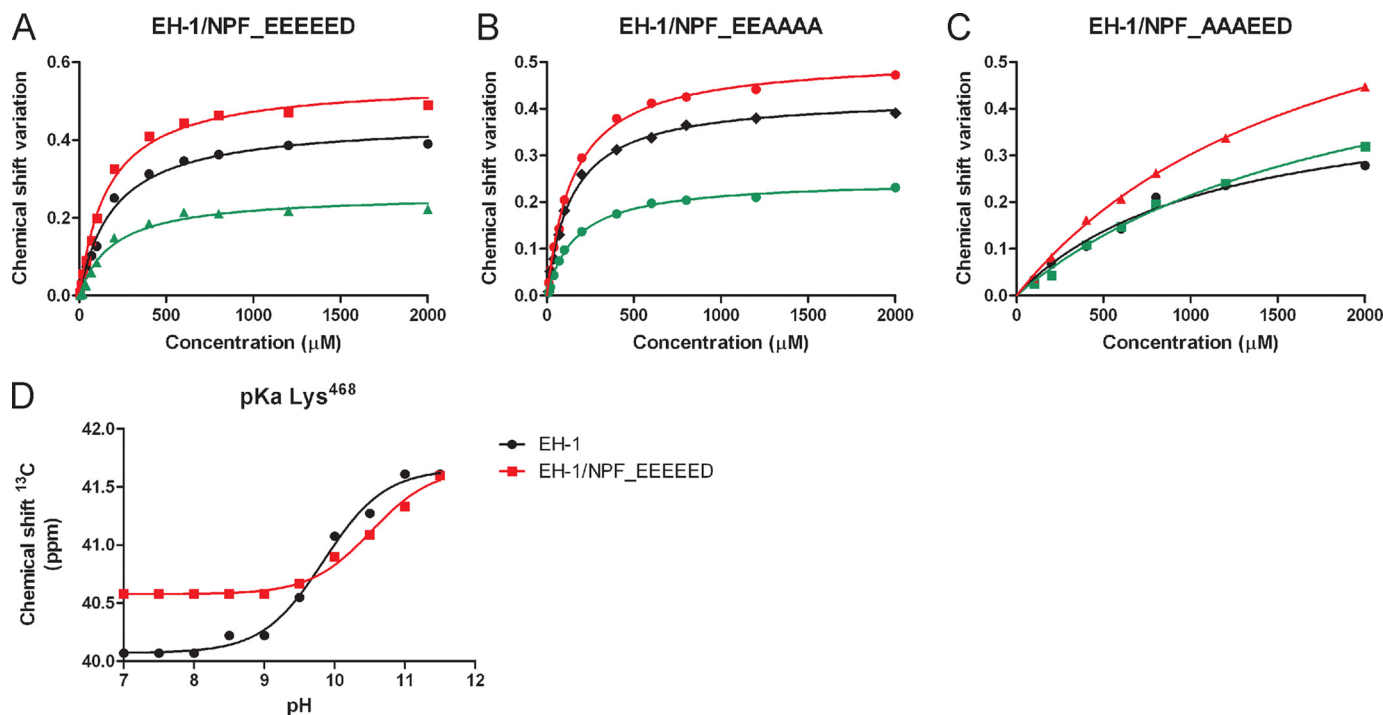 A
EH-1/NPF_EEEEED
Chemical shift variation
0.6
0.4
0.2
0.0
0
500
1000
1500
2000
Concentration (μM)
B
EH-1/NPF_EEAAAA
Chemical shift variation
0.5
0.4
0.3
0.2
0.1
0.0
0
500
1000
1500
2000
Concentration (μM)
C
EH-1/NPF_AAAEED
Chemical shift variation
0.5
0.4
0.3
0.2
0.1
0.0
0
500
1000
1500
2000
Concentration (μM)
D
pKa Lys⁴⁶⁸
Chemical shift ¹³C
(ppm)
42.0
41.5
41.0
40.5
40.0
7
8
9
10
11
12
pH
EH-1
EH-1/NPF_EEEEED